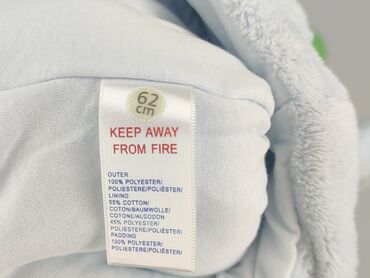 62
cm
KEEP AWAY
FROM FIRE
OUTER
100% POLYESTER/
POLIESTERE/POLIÉSTER/
LINING
55% COTTON/
COTON/BAUMWOLLE/
COTONE/ALGODON
45% POLYESTER/
POLIESTERE/POLIÉSTER/
PADDING
100% POLYESTER/
POLIESTERE/POLIÉSTER/